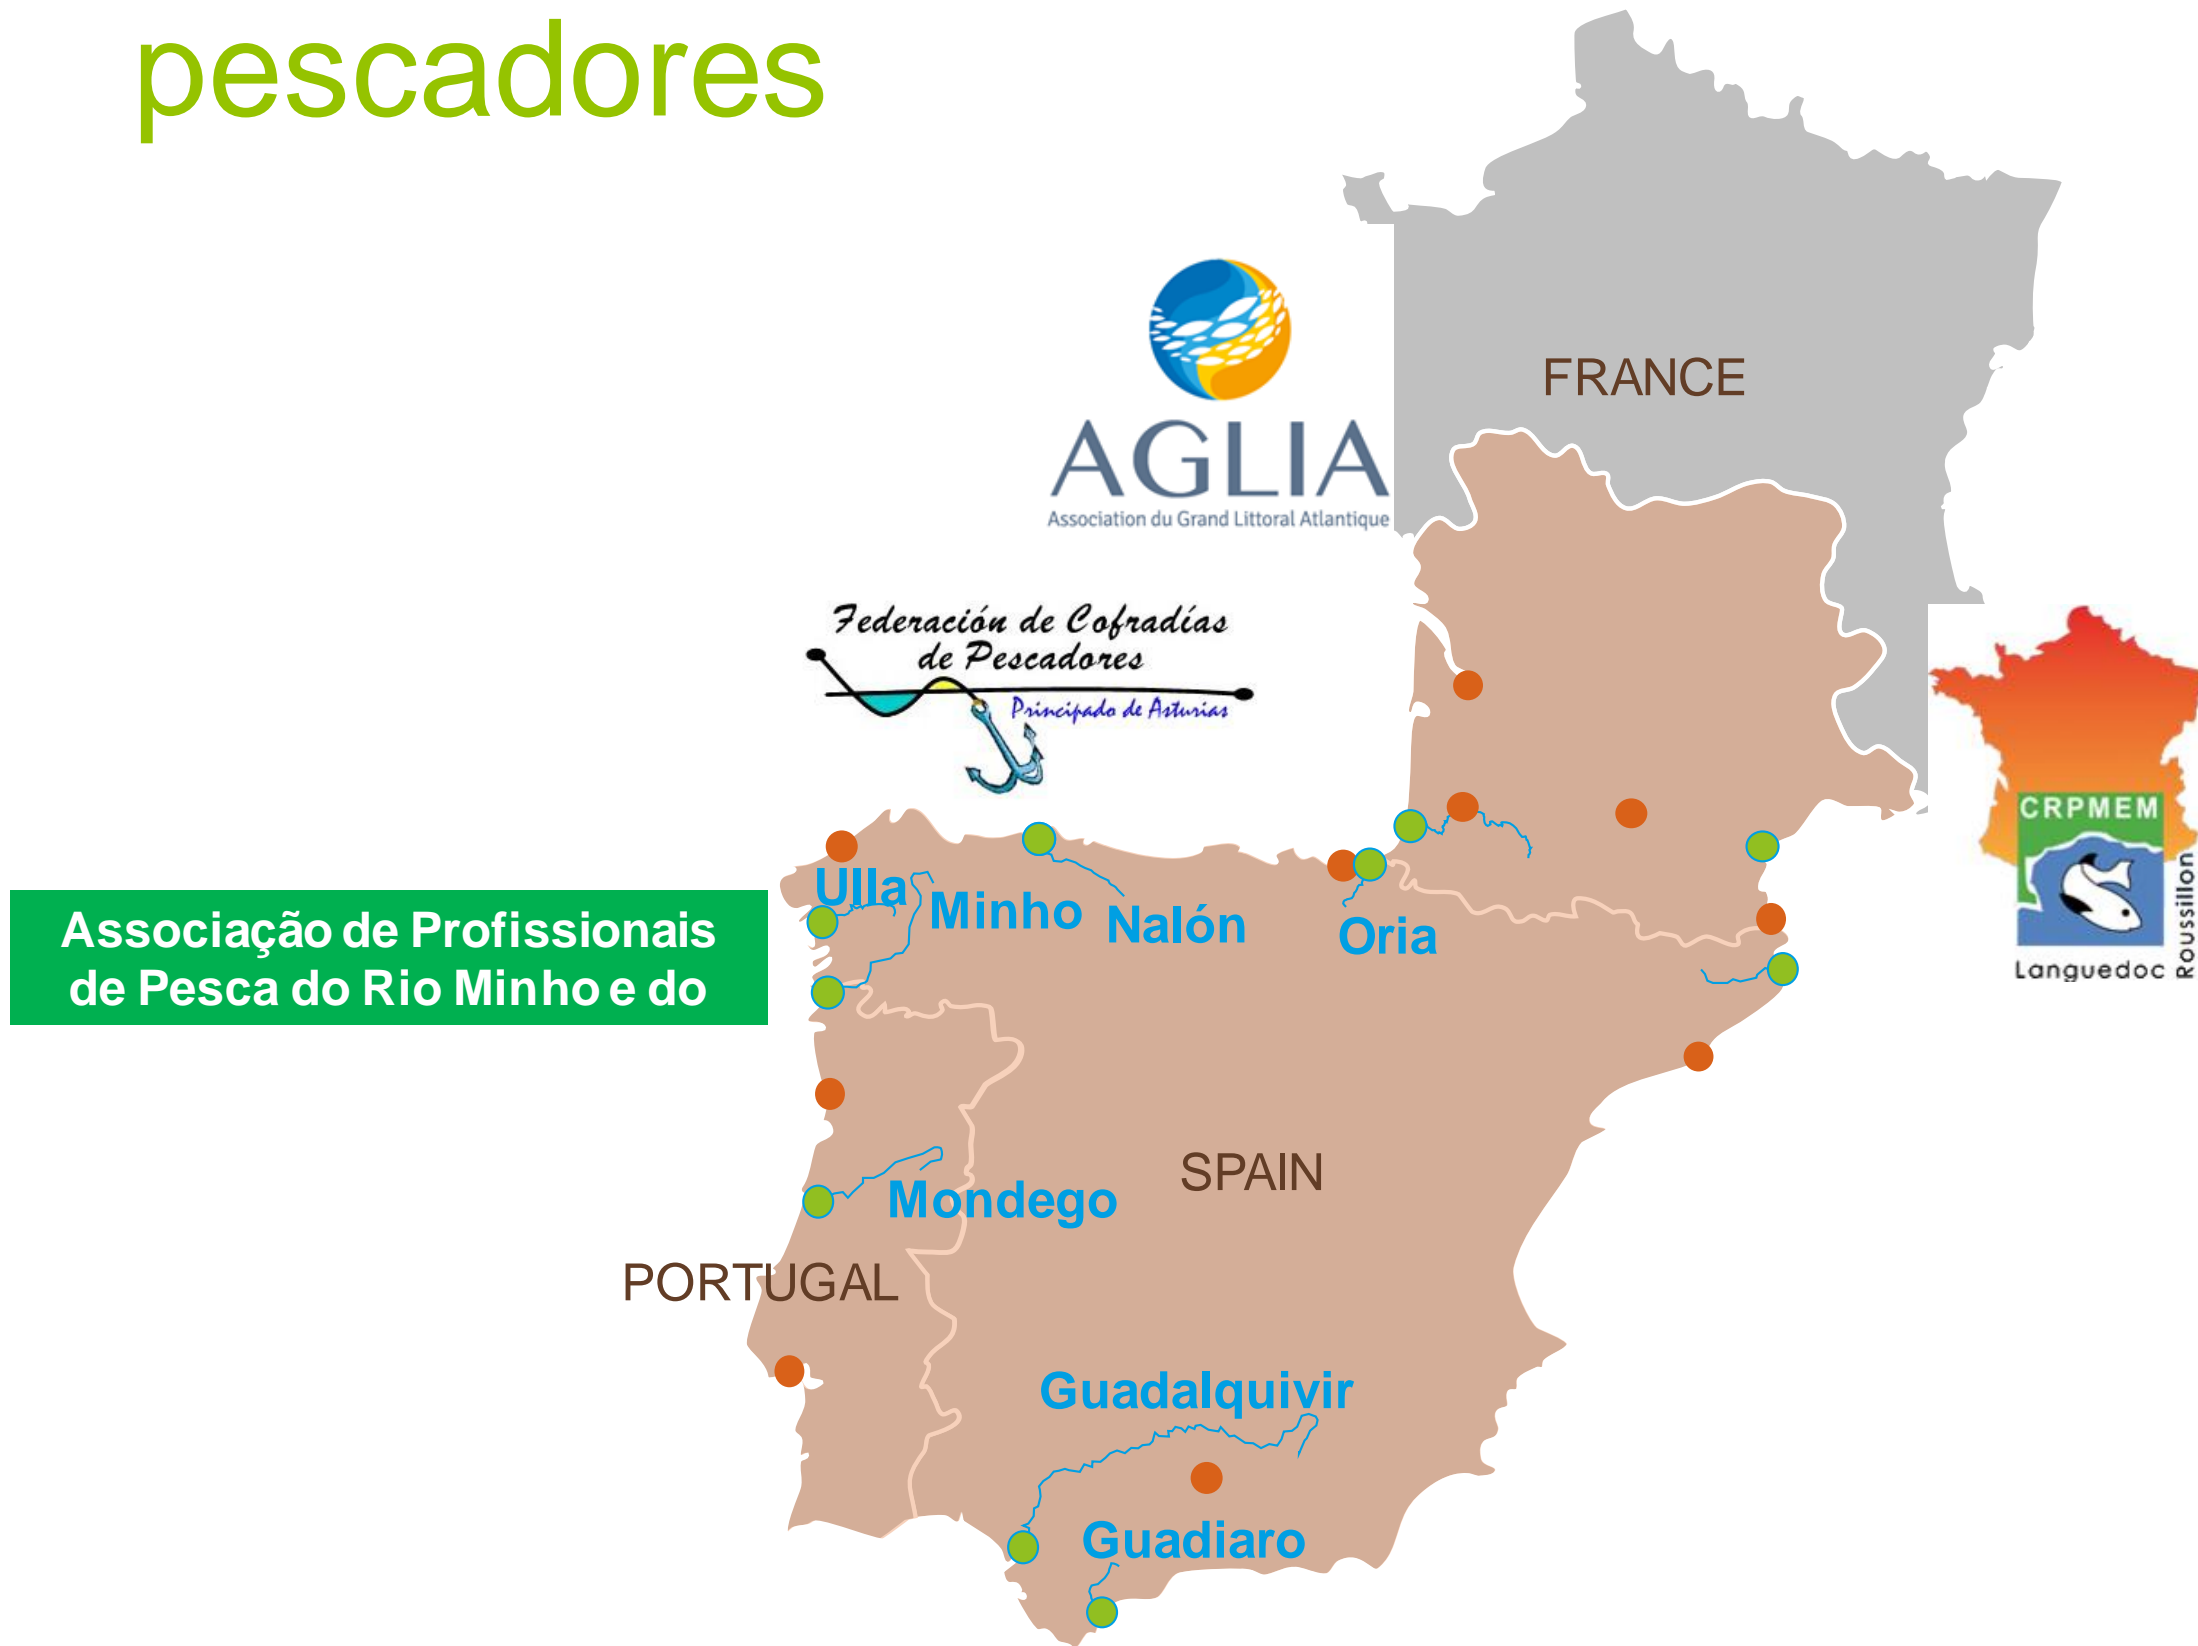 pescadores
FRANCE
AGLIA
Association du Grand Littoral Atlantique
Federación de Cofradías
de Pescadores
Principado de Asturias
CRPMEM
Languedoc
Roussillon
Ulla
Minho
Nalón
Oria
Associação de Profissionais
de Pesca do Rio Minho e do
SPAIN
Mondego
PORTUGAL
Guadalquivir
Guadiaro